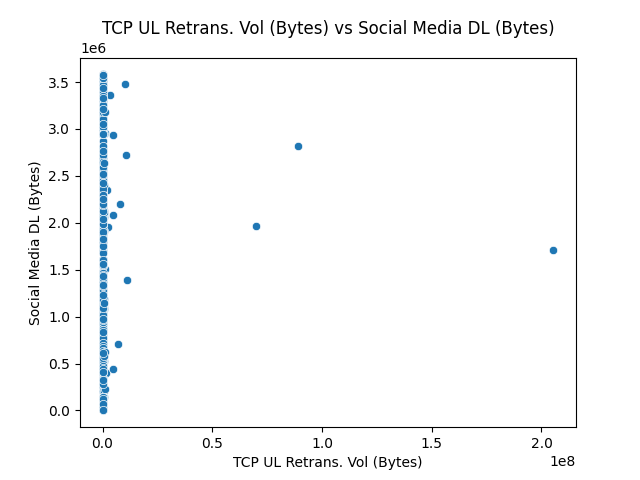 TCP UL Retrans. Vol (Bytes) vs Social Media DL (Bytes)
1e6
3.5
3.0
2.5
2.0
1.5
1.0
0.5
0.0
Social Media DL (Bytes)
0.0 0.5 1.0 1.5 2.0
1e8
TCP UL Retrans. Vol (Bytes)